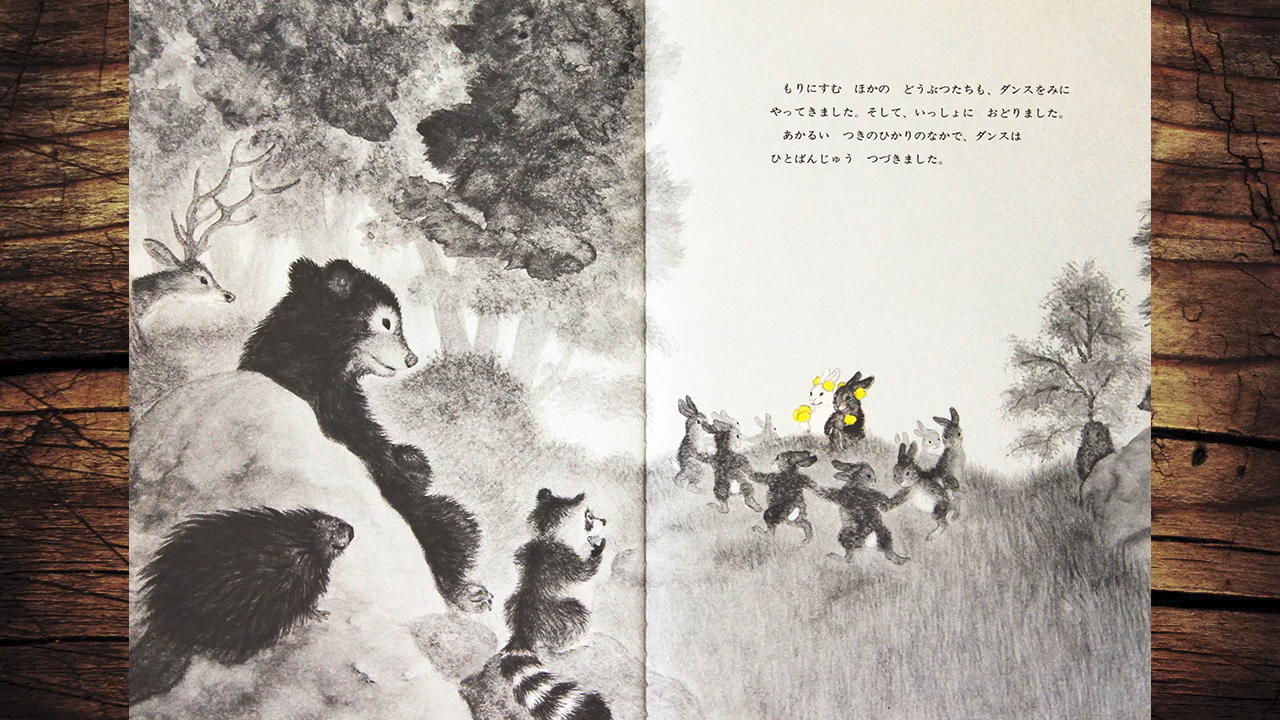 もりにすむ　ほかの　どうぶつたちも、ダンスをみに
やってきました。そして、いっしょに　おどりました。
あかるい　つきのひかりのなかで、ダンスは
ひとばんじゅう　つづきました。